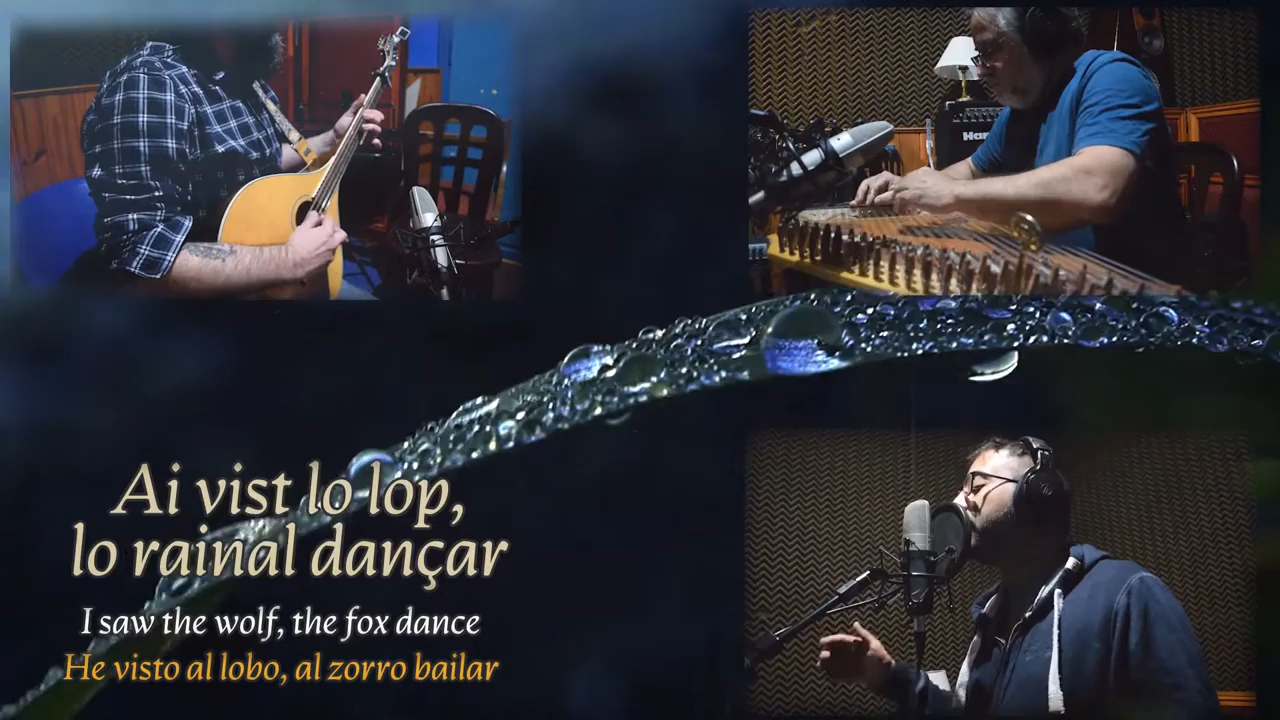 Har
Ai vist lo lop,
lo rainal dançar
I saw the wolf, the fox dance
He visto al lobo, al zorro bailar